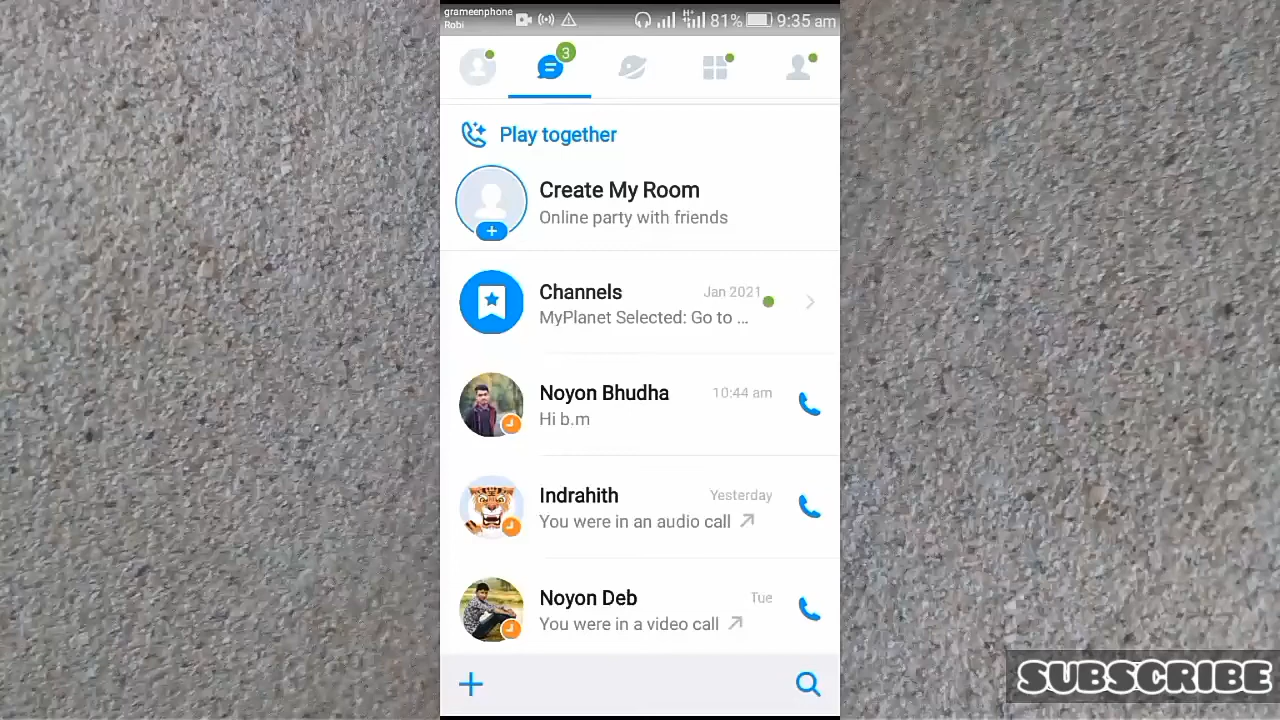 grameenphone
Robi
81% 9:35 am
3
Play together
Create My Room
Online party with friends
Channels
Jan 2021
MyPlanet Selected: Go to ...
Noyon Bhudha
10:44 am
Hi b.m
Indrahith
Yesterday
You were in an audio call
Noyon Deb
Tue
You were in a video call
SUBSCRIBE